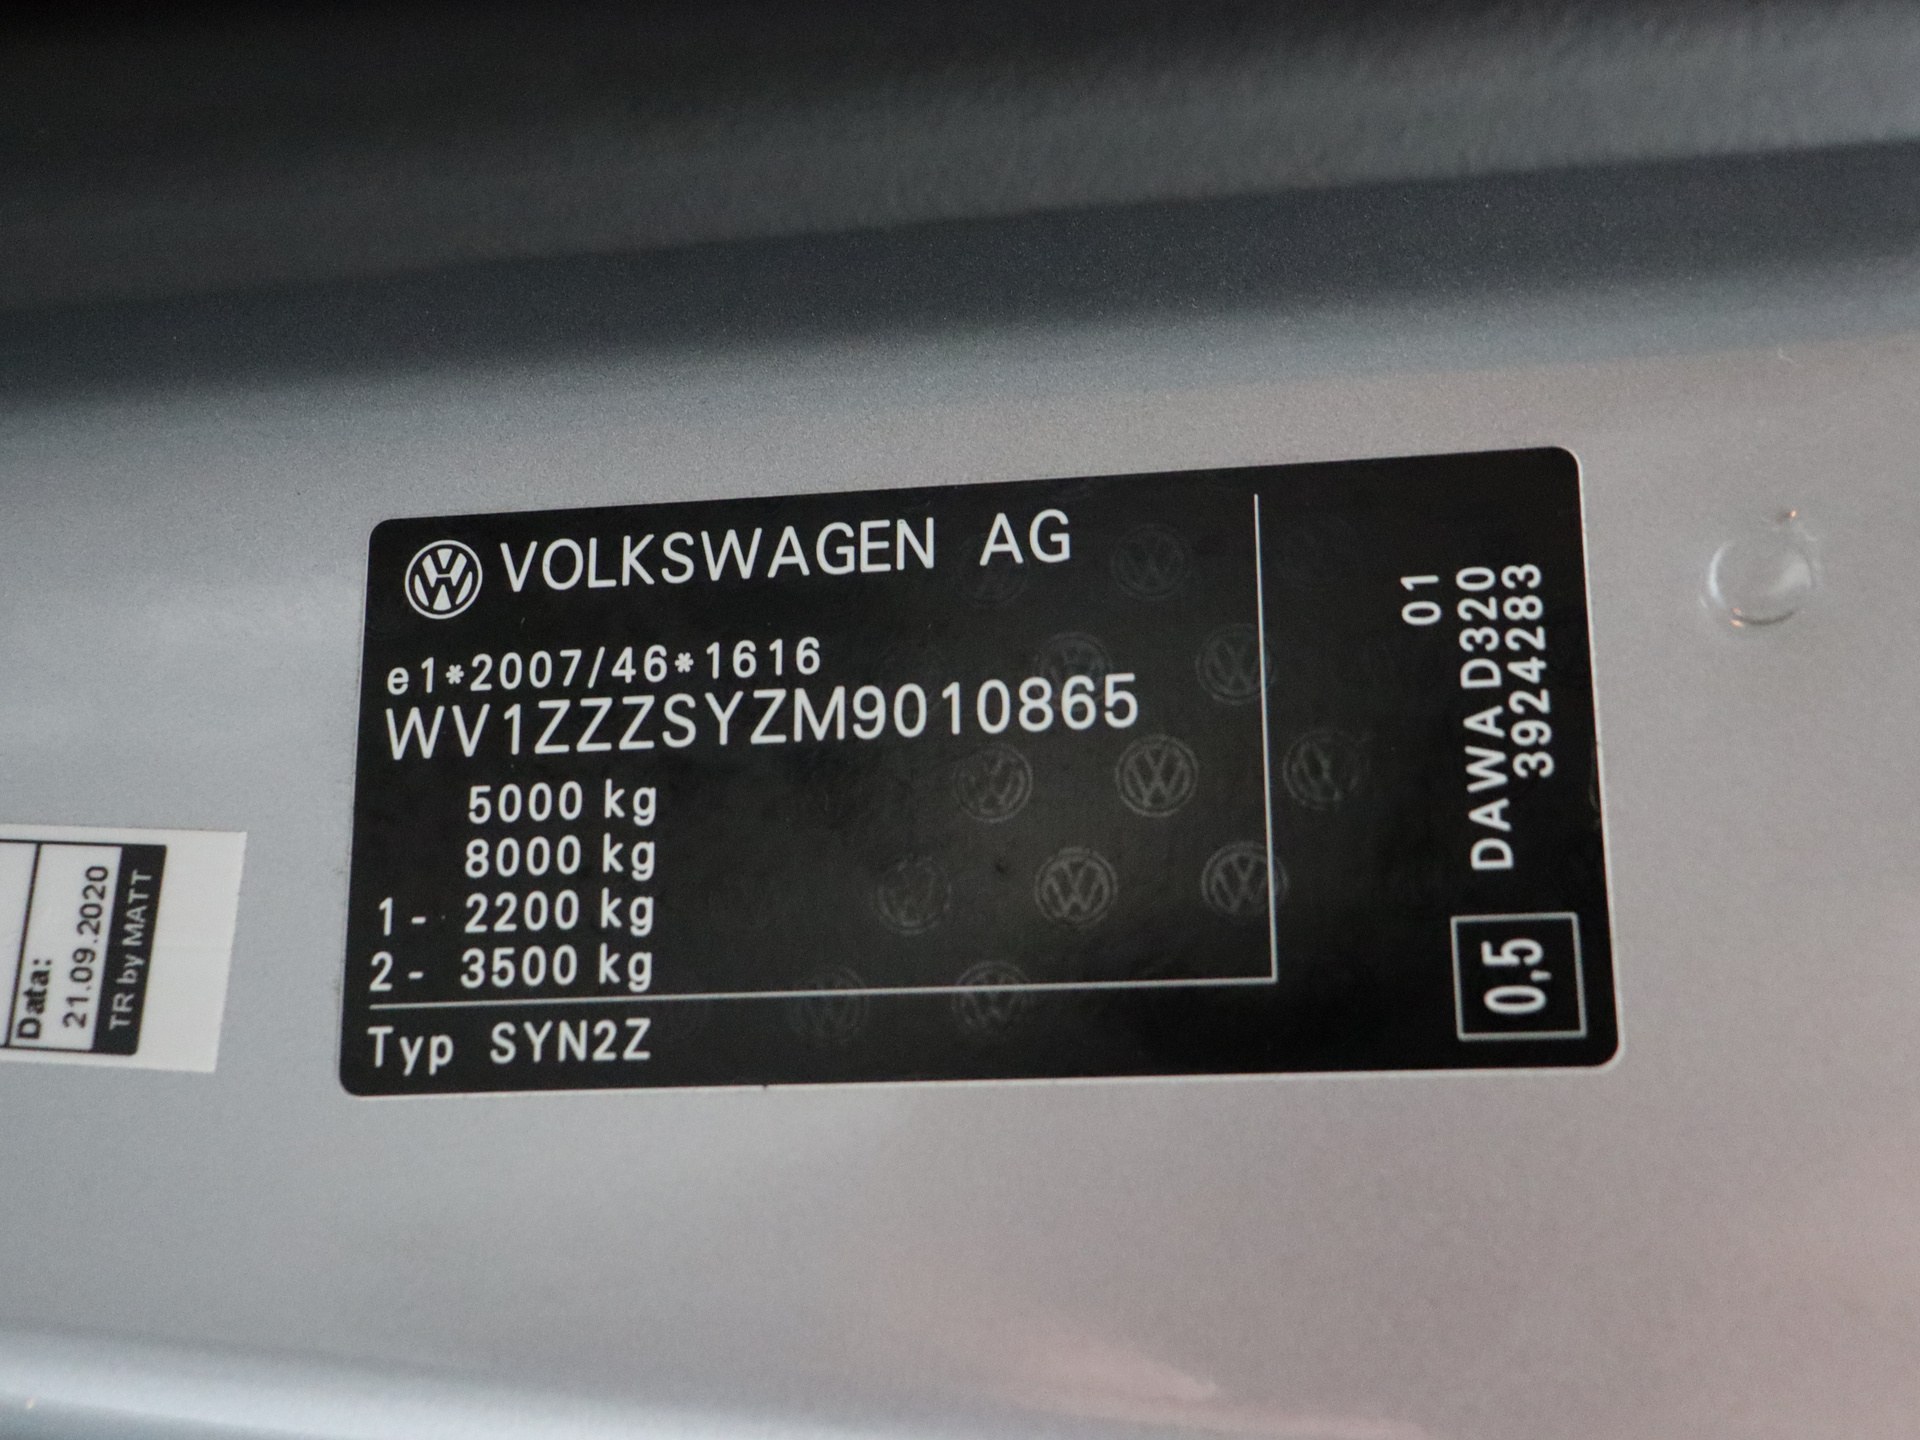 VOLKSWAGEN AG
e1*2007/46*1616
WV1ZZZSYZM9010865
5000 kg
8000 kg
1- 2200 kg
2- 3500 kg
Typ SYN2Z
01
DAWA D320
3924283
0,5
Data:
21.09.2020
TR by MATT